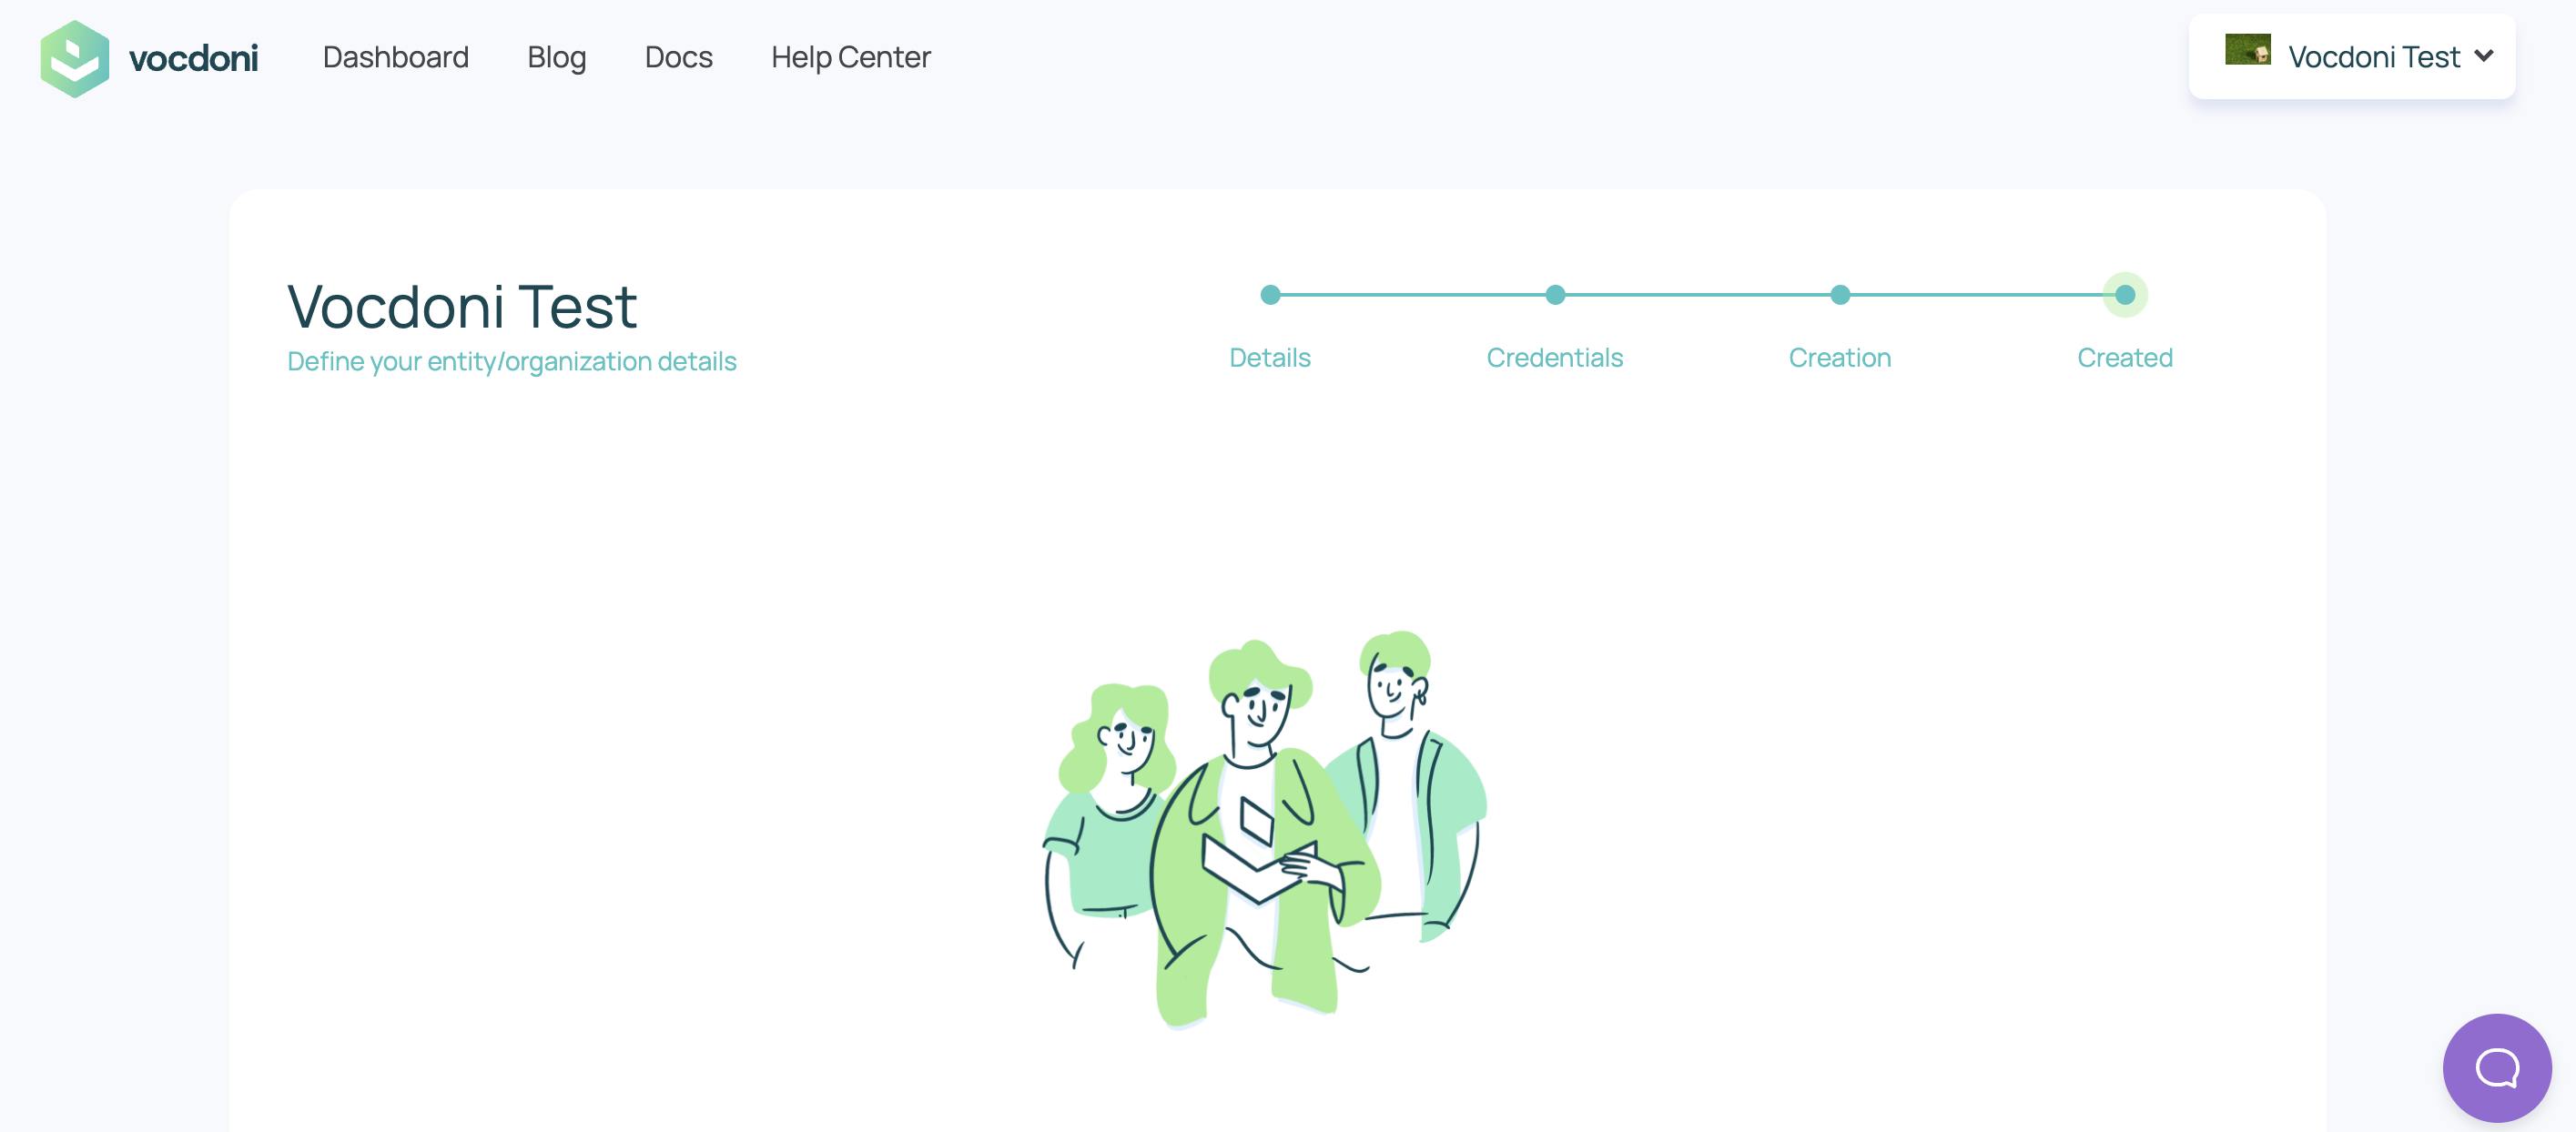 vocdoni Dashboard Blog Docs Help Center Vocdoni Test
Vocdoni Test
Define your entity/organization details
Details Credentials Creation Created